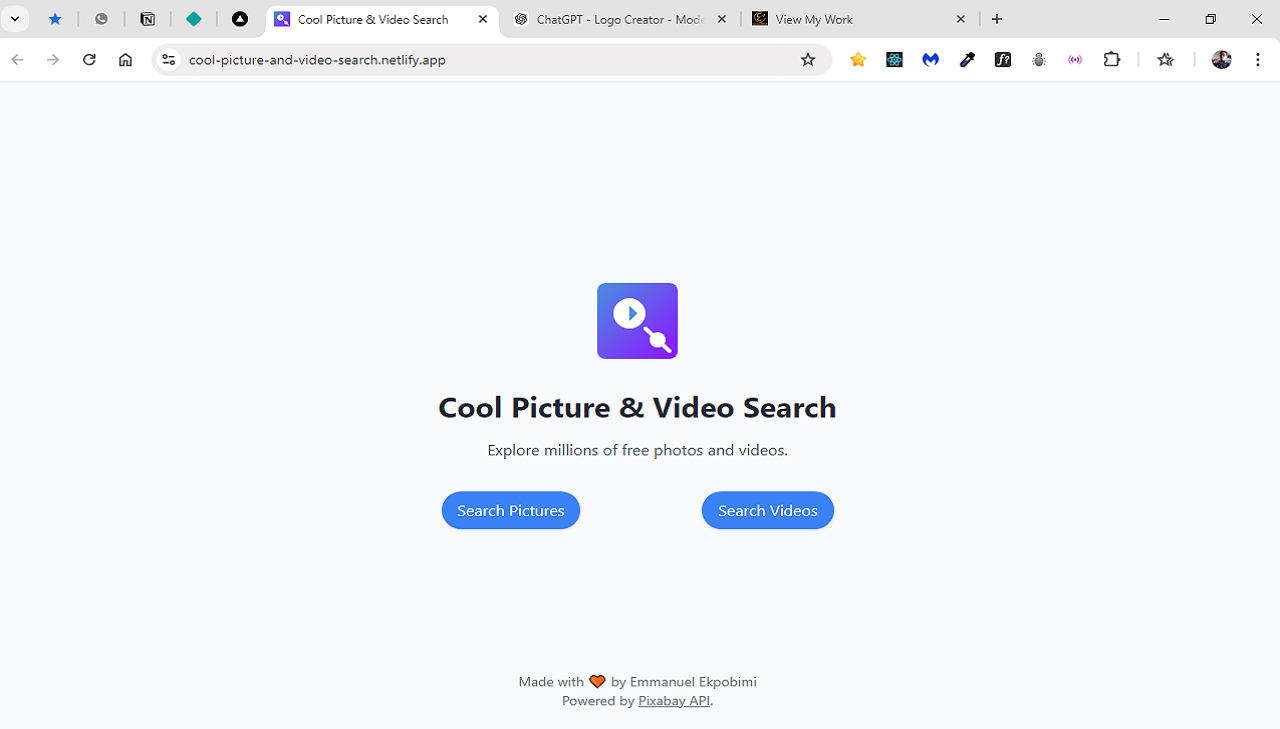 Cool Picture & Video Search
ChatGPT - Logo Creator - Mode
View My Work
cool-picture-and-video-search.netlify.app
f?
Cool Picture & Video Search
Explore millions of free photos and videos.
Search Pictures
Search Videos
Made with 🧡 by Emmanuel Ekpobimi
Powered by Pixabay API.